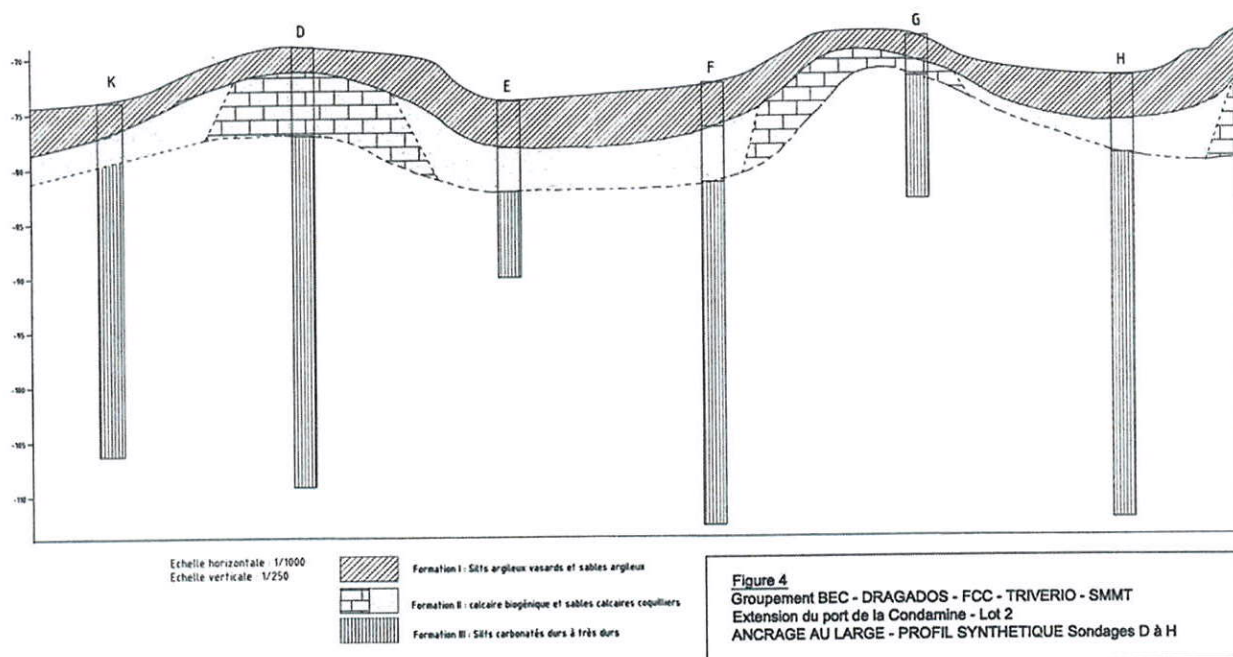 G
D
F
H
K
E
-70
-75
-80
-85
-90
-95
-100
-105
-110
Echelle horizontale : 1/1000
Echelle verticale : 1/250
Formation I : Silts argileux vasards et sables argileux
Formation II : calcaire biogénique et sables calcaires coquilliers
Formation III : Silts carbonatés durs à très durs
Figure 4
Groupement BEC - DRAGADOS - FCC - TRIVERIO - SMMT
Extension du port de la Condamine - Lot 2
ANCRAGE AU LARGE - PROFIL SYNTHETIQUE Sondages D à H